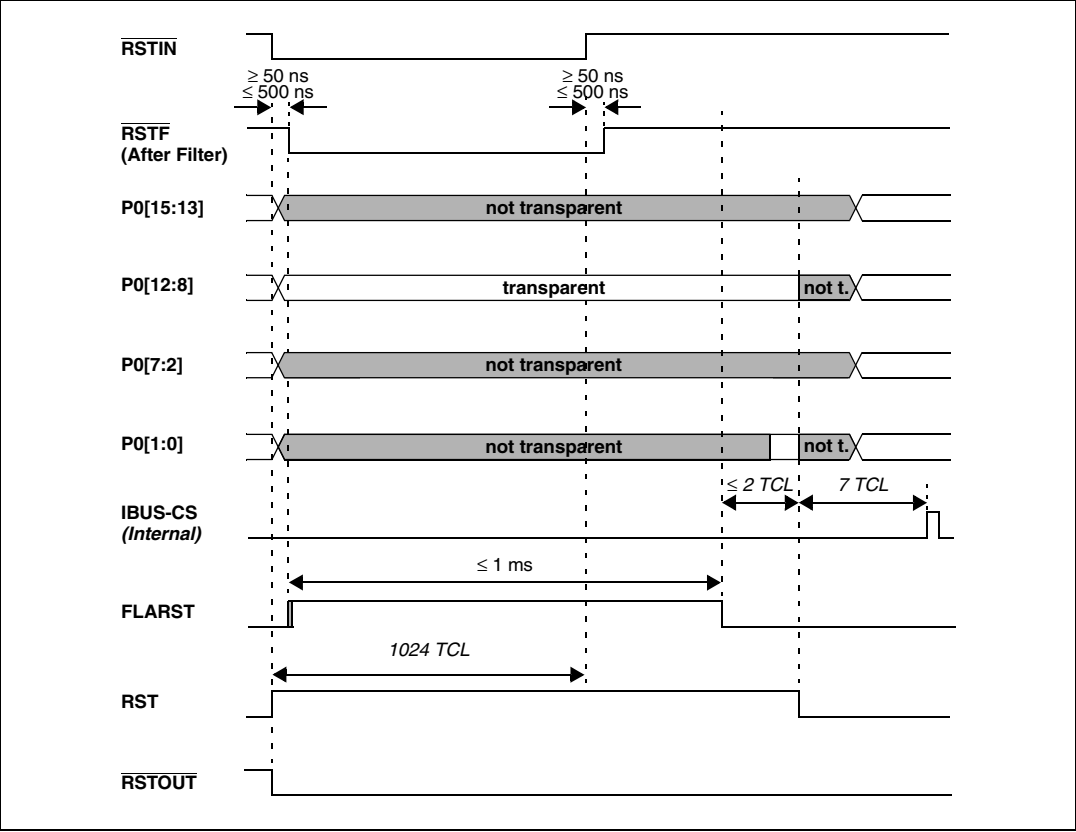 RSTIN
≥ 50 ns
≤ 500 ns
≥ 50 ns
≤ 500 ns
RSTF
(After Filter)
P0[15:13]
not transparent
P0[12:8]
transparent
not t.
P0[7:2]
not transparent
P0[1:0]
not transparent
not t.
≤ 2 TCL
7 TCL
IBUS-CS
(Internal)
≤ 1 ms
FLARST
1024 TCL
RST
RSTOUT